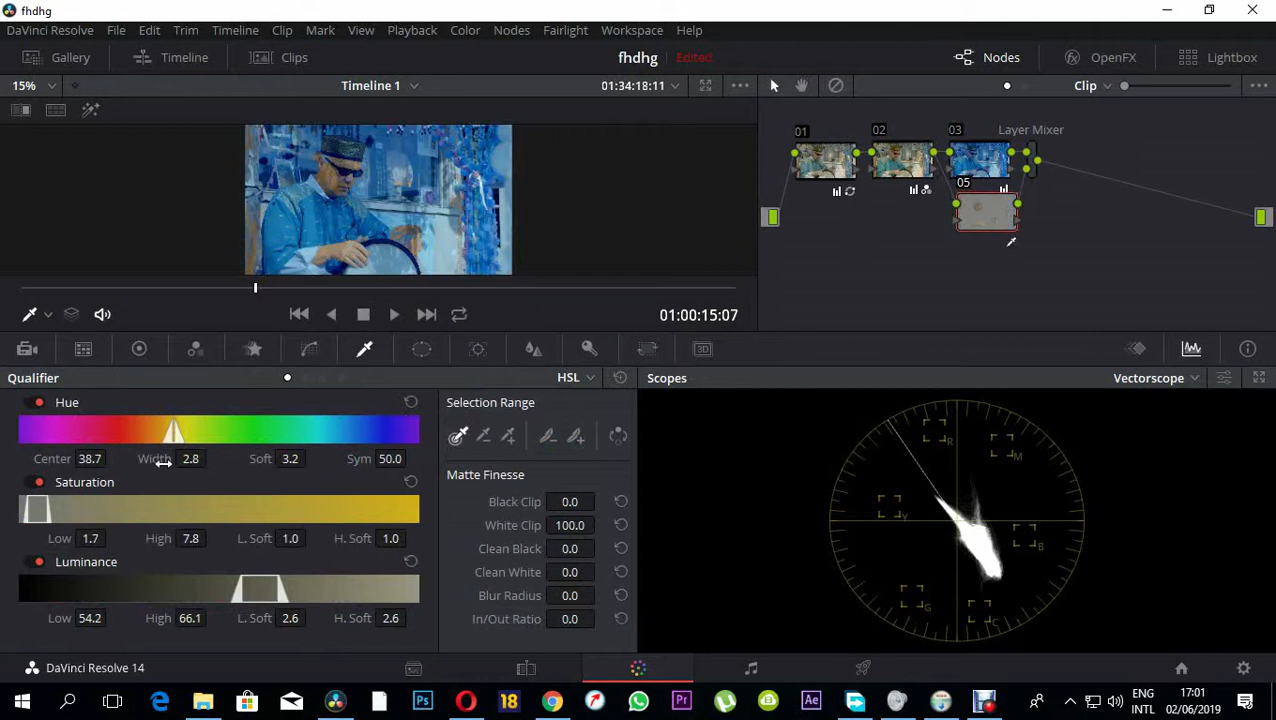 fhdhg
DaVinci Resolve File Edit Trim Timeline Clip Mark View Playback Color Nodes Fairlight Workspace Help
Gallery Timeline Clips fhdhg Edited Nodes OpenFX Lightbox
15% Timeline 1 01:34:18:11 Clip
01 02 03 Layer Mixer
05
01:00:15:07
3D
Qualifier HSL Scopes Vectorscope
Hue Selection Range
Center 38.7 Width 2.8 Soft 3.2 Sym 50.0
Saturation Matte Finesse
Black Clip 0.0
White Clip 100.0
Low 1.7 High 7.8 L. Soft 1.0 H. Soft 1.0
Clean Black 0.0
Luminance Clean White 0.0
Blur Radius 0.0
Low 54.2 High 66.1 L. Soft 2.6 H. Soft 2.6 In/Out Ratio 0.0
R M Y B G C
DaVinci Resolve 14
Ps 18 Pr Ae ENG 17:01
INTL 02/06/2019